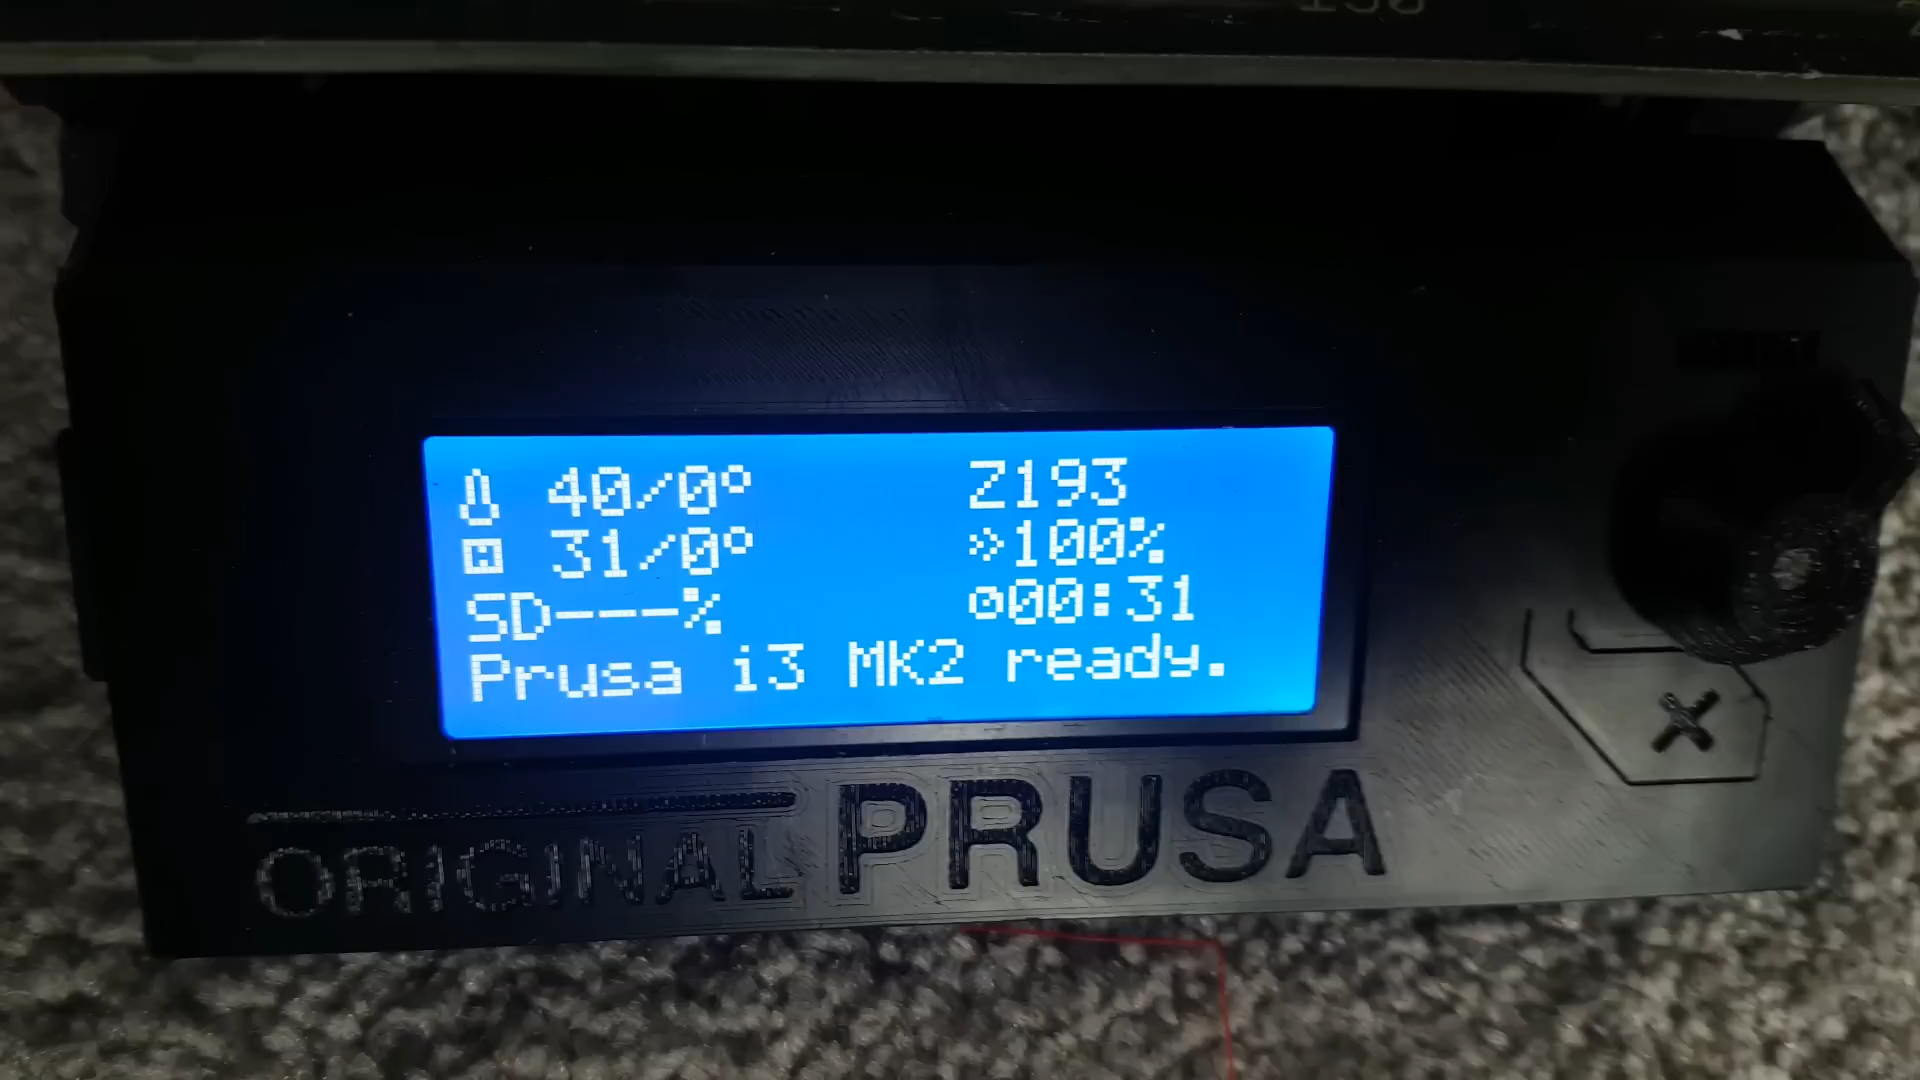 40/0° Z193
31/0° »100%
SD---% 00:31
Prusa i3 MK2 ready.
ORIGINAL PRUSA